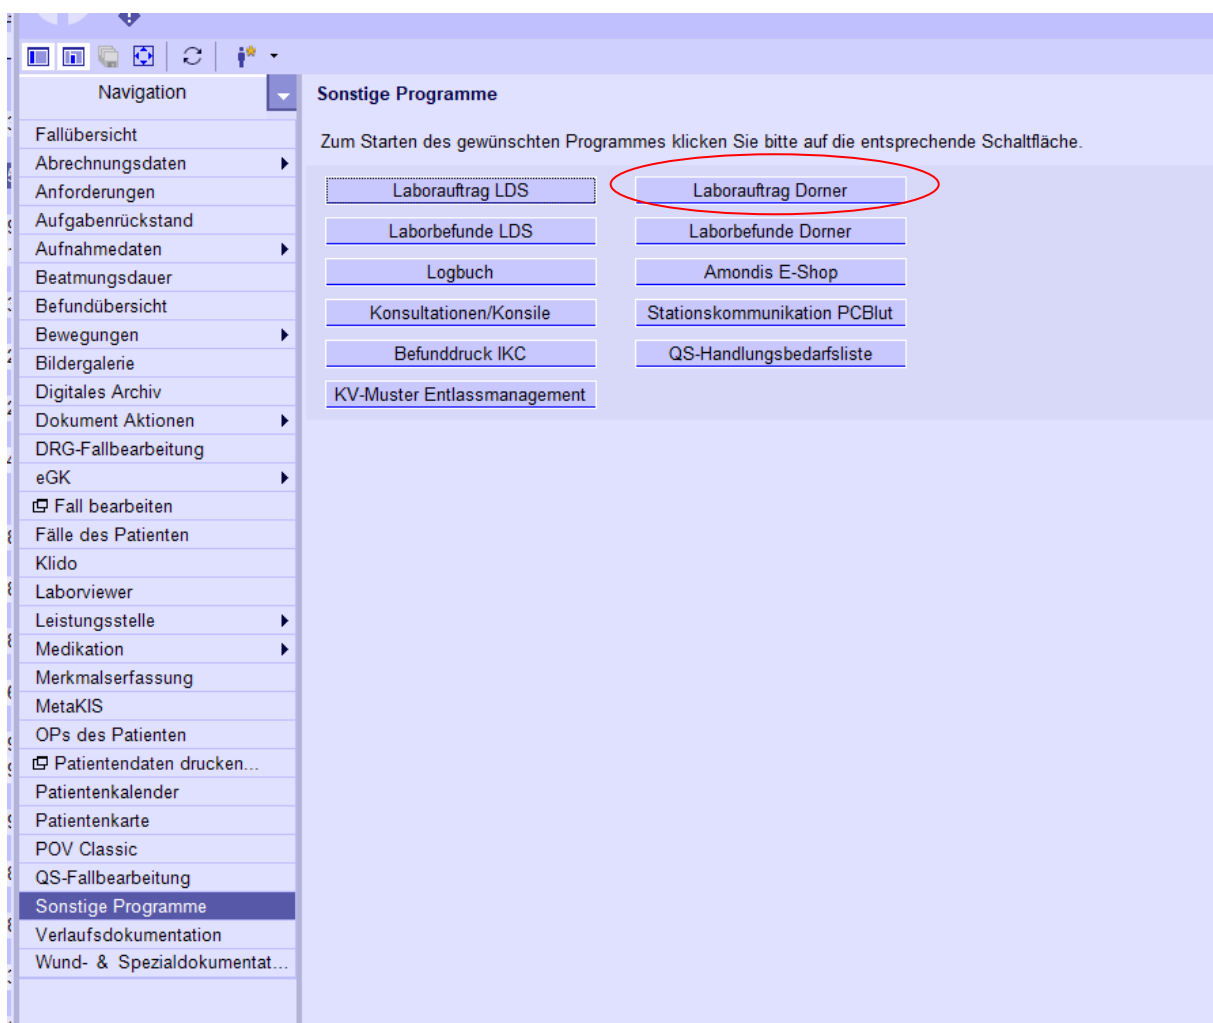 Navigation
Fallübersicht
Abrechnungsdaten
Anforderungen
Aufgabenrückstand
Aufnahmedaten
Beatmungsdauer
Befundübersicht
Bewegungen
Bildergalerie
Digitales Archiv
Dokument Aktionen
DRG-Fallbearbeitung
eGK
Fall bearbeiten
Fälle des Patienten
Klido
Laborviewer
Leistungsstelle
Medikation
Merkmalserfassung
MetaKIS
OPs des Patienten
Patientendaten drucken...
Patientenkalender
Patientenkarte
POV Classic
QS-Fallbearbeitung
Sonstige Programme
Verlaufsdokumentation
Wund- & Spezialdokumentat...
Sonstige Programme
Zum Starten des gewünschten Programmes klicken Sie bitte auf die entsprechende Schaltfläche.
Laborauftrag LDS Laborauftrag Dorner
Laborbefunde LDS Laborbefunde Dorner
Logbuch Amondis E-Shop
Konsultationen/Konsile Stationskommunikation PCBlut
Befunddruck IKC QS-Handlungsbedarfsliste
KV-Muster Entlassmanagement